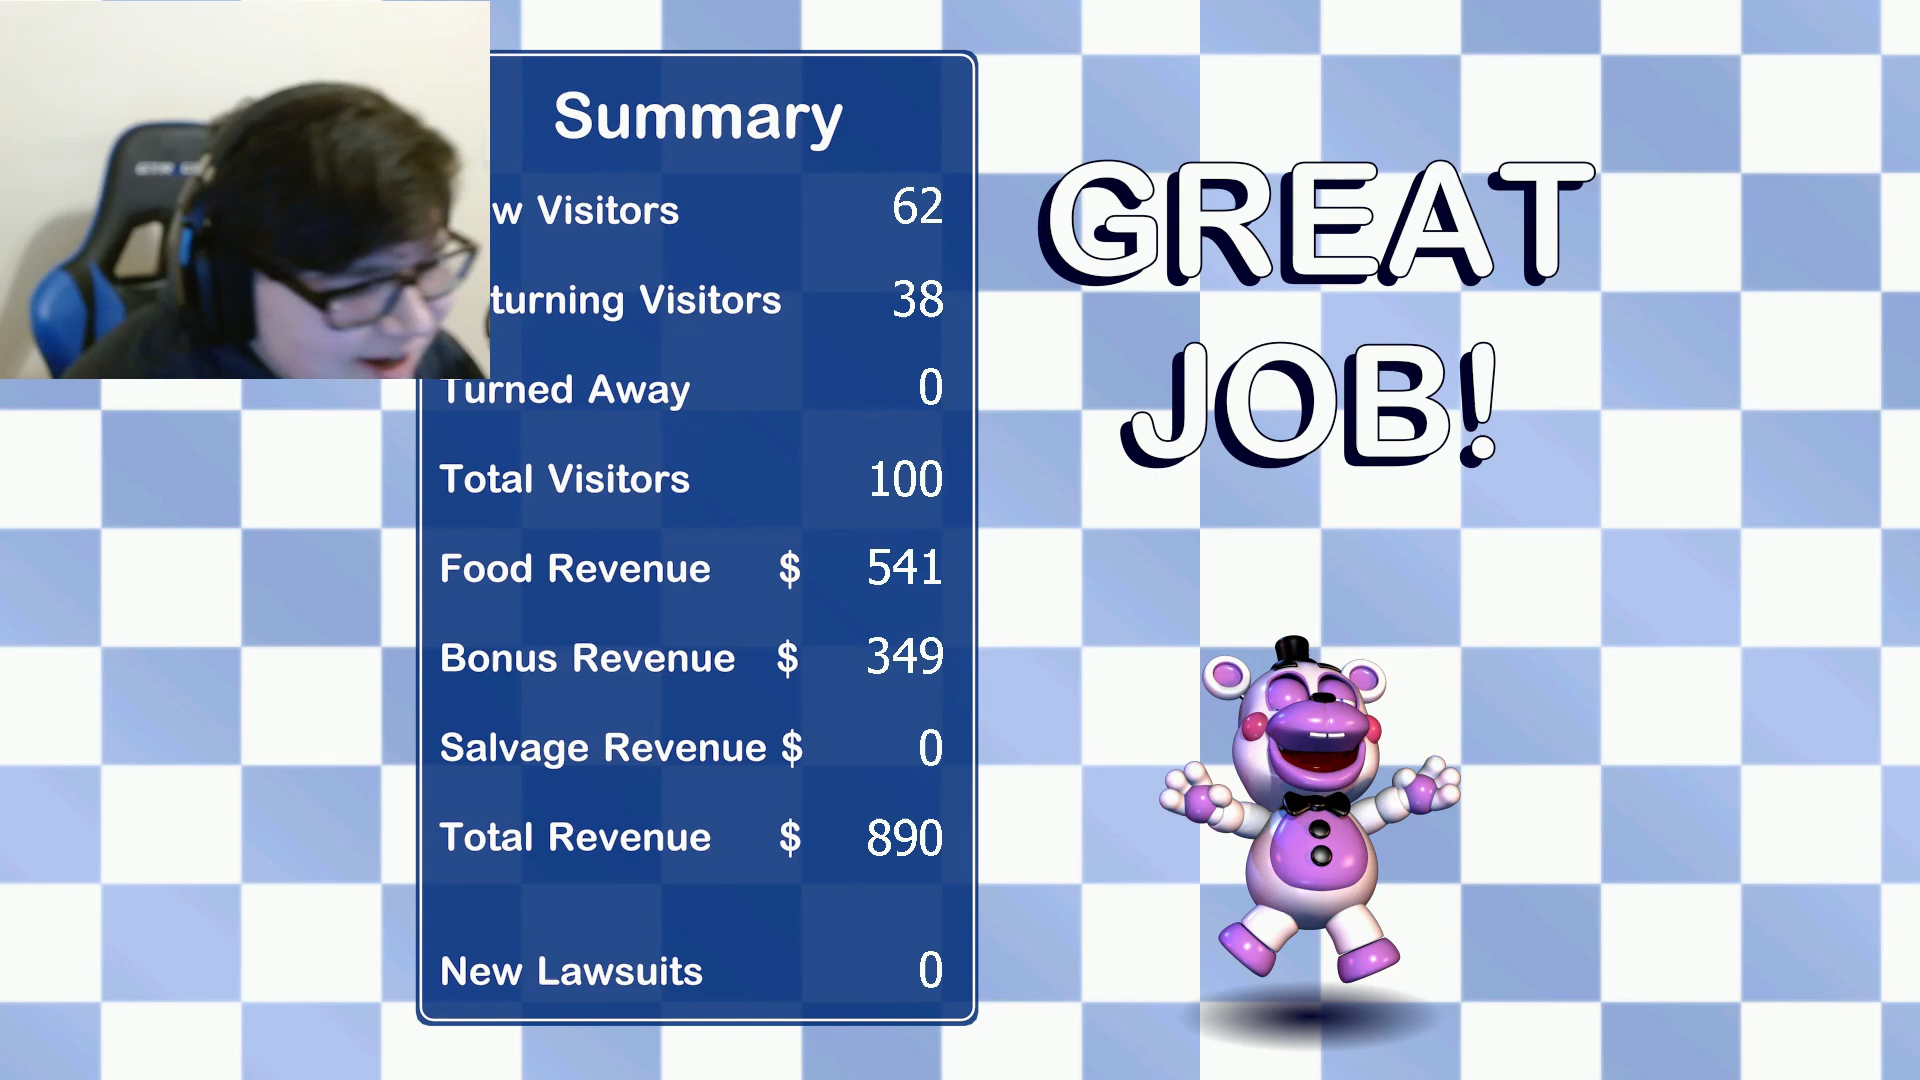 Summary
w Visitors 62
turning Visitors 38
Turned Away 0
Total Visitors 100
Food Revenue $ 541
Bonus Revenue $ 349
Salvage Revenue $ 0
Total Revenue $ 890
New Lawsuits 0
GREAT
JOB!